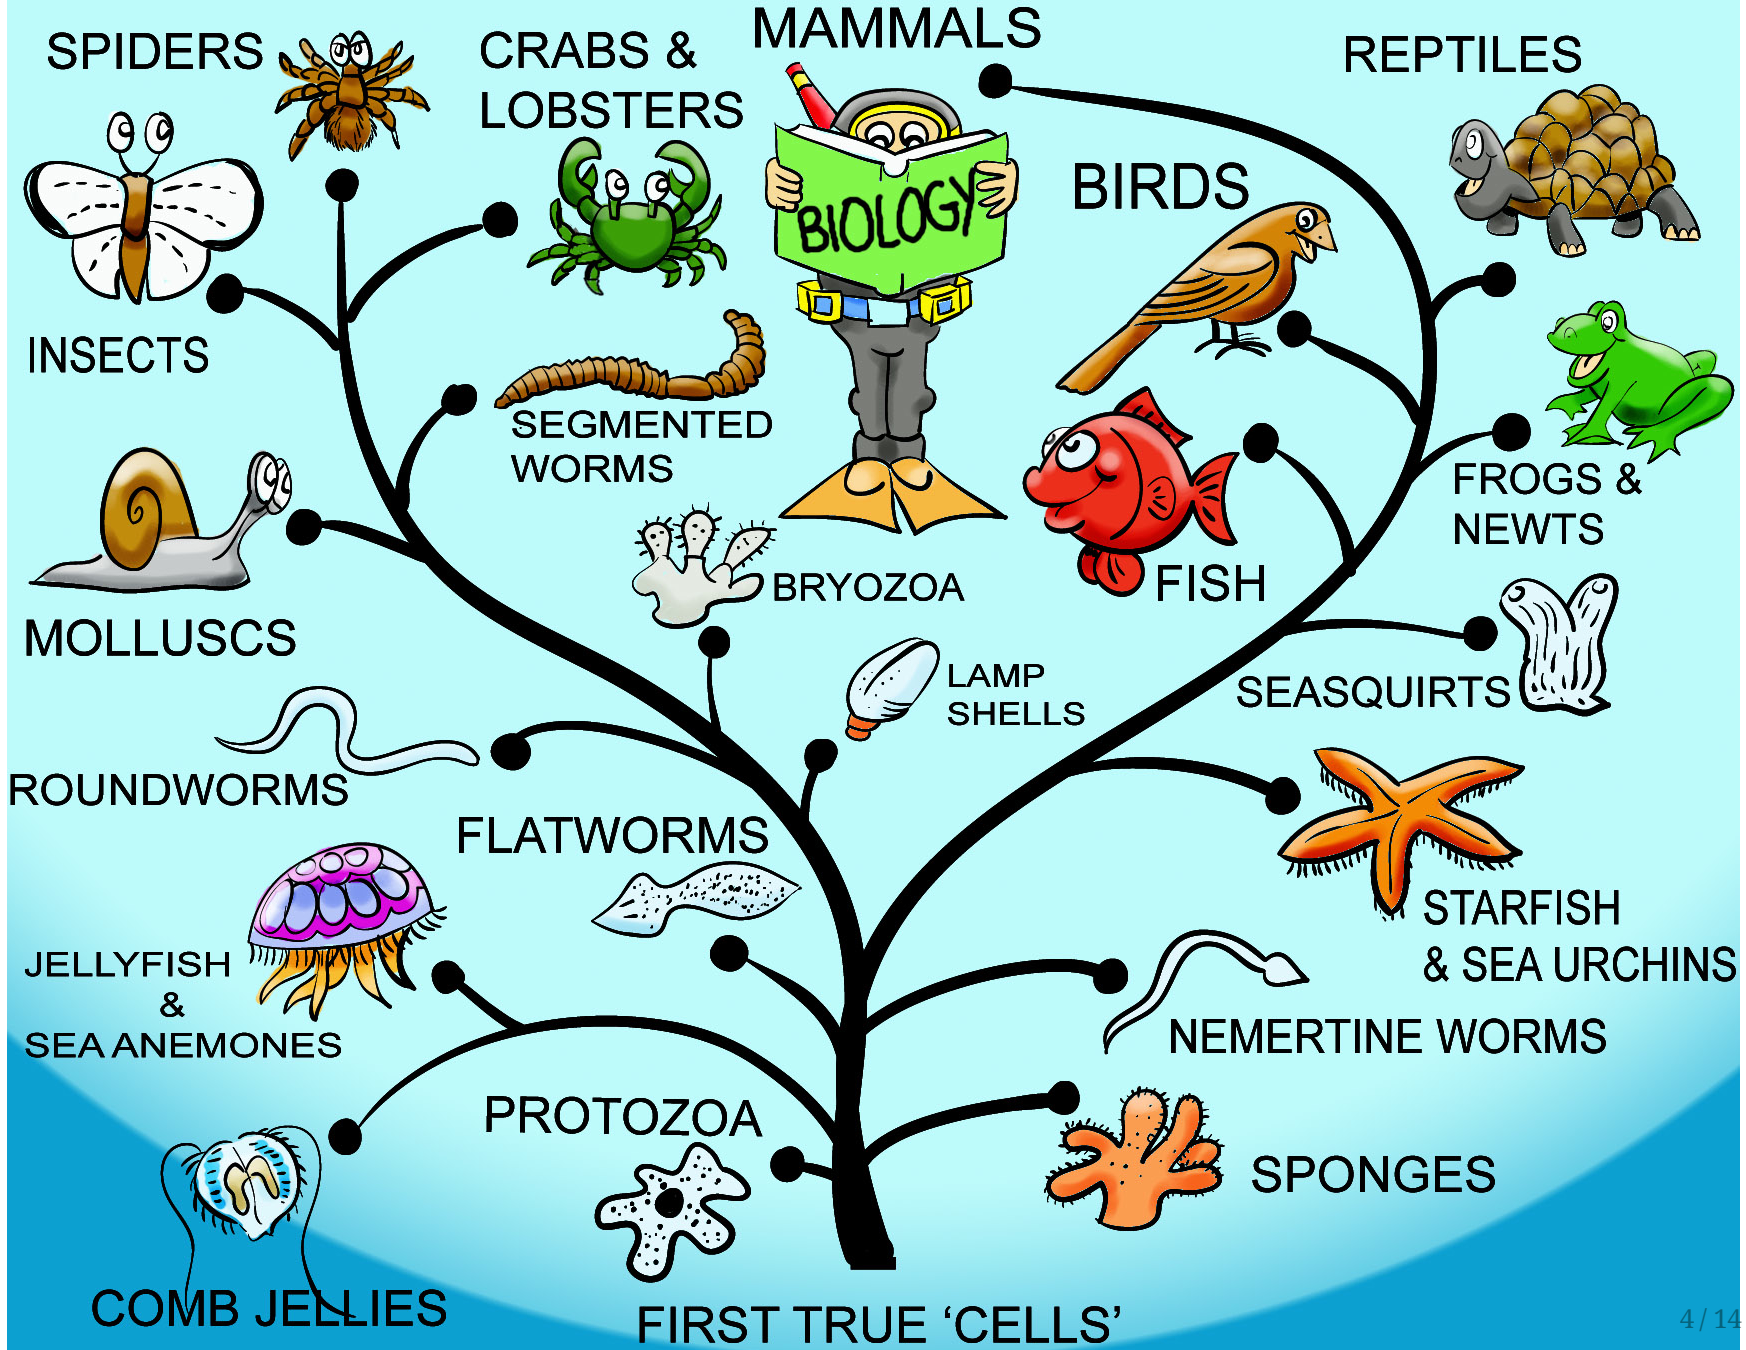 MAMMALS
SPIDERS
CRABS &
LOBSTERS
REPTILES
BIRDS
BIOLOGY
INSECTS
SEGMENTED
WORMS
FROGS &
NEWTS
FISH
BRYOZOA
MOLLUSCS
LAMP
SHELLS
SEASQUIRTS
ROUNDWORMS
FLATWORMS
STARFISH
& SEA URCHINS
JELLYFISH
&
SEA ANEMONES
NEMERTINE WORMS
PROTOZOA
SPONGES
COMB JELLIES
FIRST TRUE ‘CELLS’
4 / 14